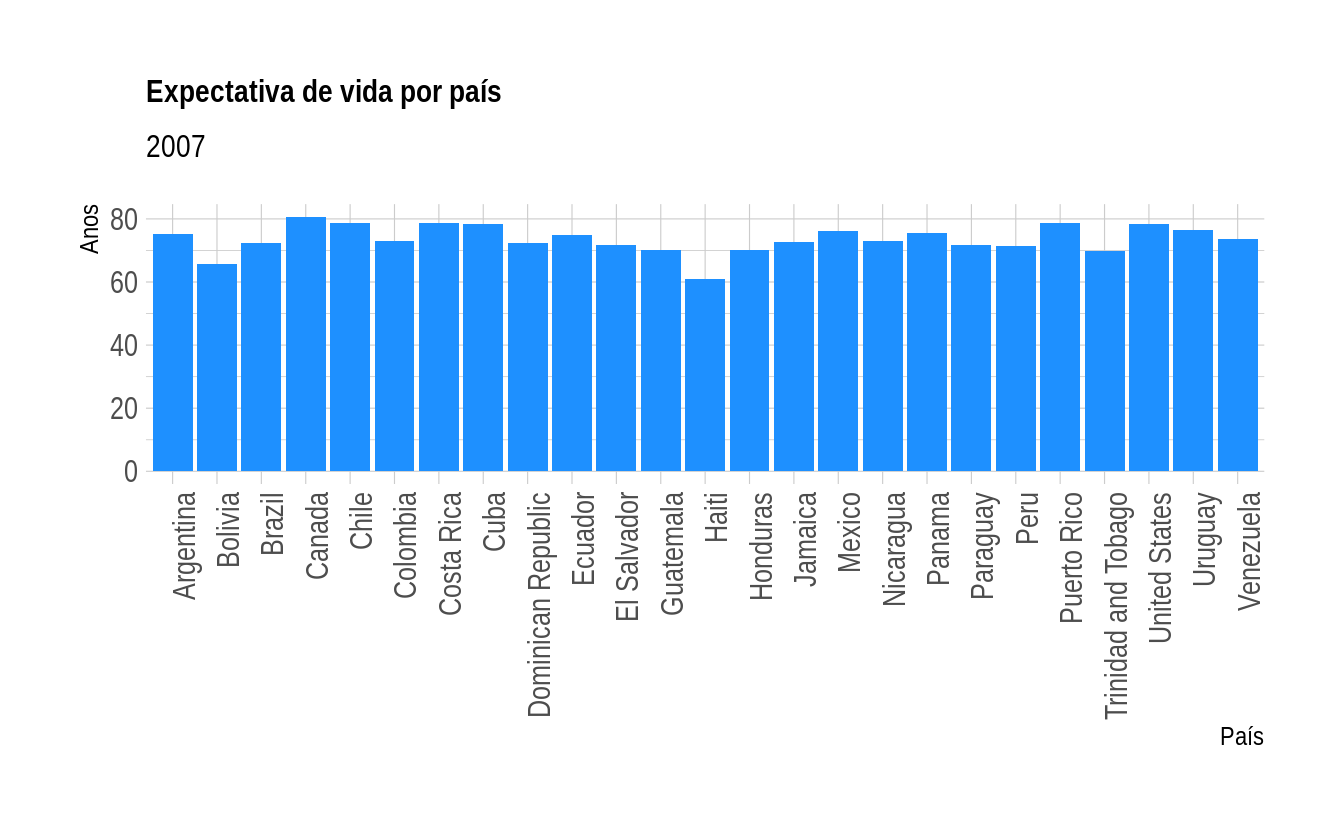 Expectativa de vida por país
2007
Anos
80
60
40
20
0
Argentina
Bolivia
Brazil
Canada
Chile
Colombia
Costa Rica
Cuba
Dominican Republic
Ecuador
El Salvador
Guatemala
Haiti
Honduras
Jamaica
Mexico
Nicaragua
Panama
Paraguay
Peru
Puerto Rico
Trinidad and Tobago
United States
Uruguay
Venezuela
País